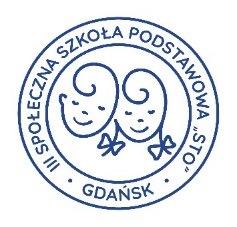 III SPOŁECZNA SZKOŁA PODSTAWOWA „STO”
· GDAŃSK ·